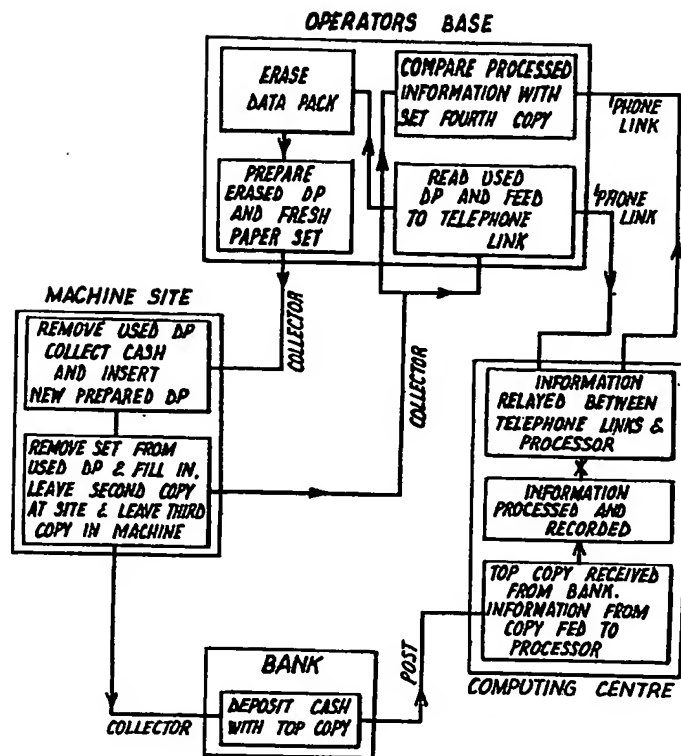 OPERATORS BASE
ERASE
DATA PACK
COMPARE PROCESSED
INFORMATION WITH
SET FOURTH COPY
'PHONE
LINK
PREPARE
ERASED DP
AND FRESH
PAPER SET
READ USED
DP AND FEED
TO TELEPHONE
LINK
'PHONE
LINK
MACHINE SITE
REMOVE USED DP
COLLECT CASH
AND INSERT
NEW PREPARED DP
COLLECTOR
COLLECTOR
REMOVE SET FROM
USED DP & FILL IN.
LEAVE SECOND COPY
AT SITE & LEAVE THIRD
COPY IN MACHINE
INFORMATION
RELAYED BETWEEN
TELEPHONE LINKS &
PROCESSOR
INFORMATION
PROCESSED AND
RECORDED
TOP COPY RECEIVED
FROM BANK.
INFORMATION FROM
COPY FED TO
PROCESSOR
COMPUTING CENTRE
BANK
DEPOSIT CASH
WITH TOP COPY
COLLECTOR
POST